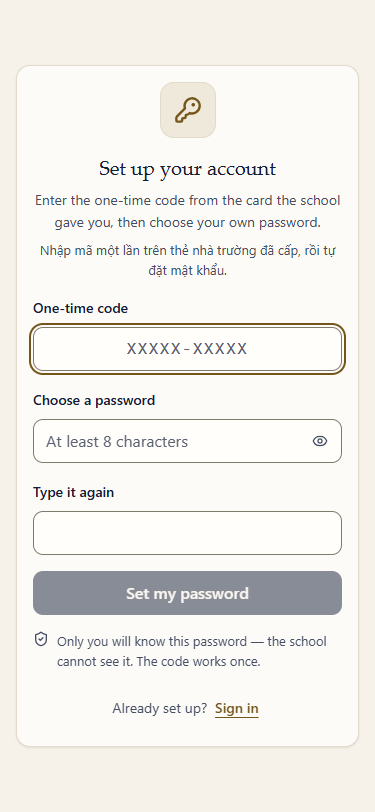 Set up your account
Enter the one-time code from the card the school
gave you, then choose your own password.
Nhập mã một lần trên thẻ nhà trường đã cấp, rồi tự
đặt mật khẩu.
One-time code
XXXXX-XXXXX
Choose a password
At least 8 characters
Type it again
Set my password
Only you will know this password — the school
cannot see it. The code works once.
Already set up? Sign in